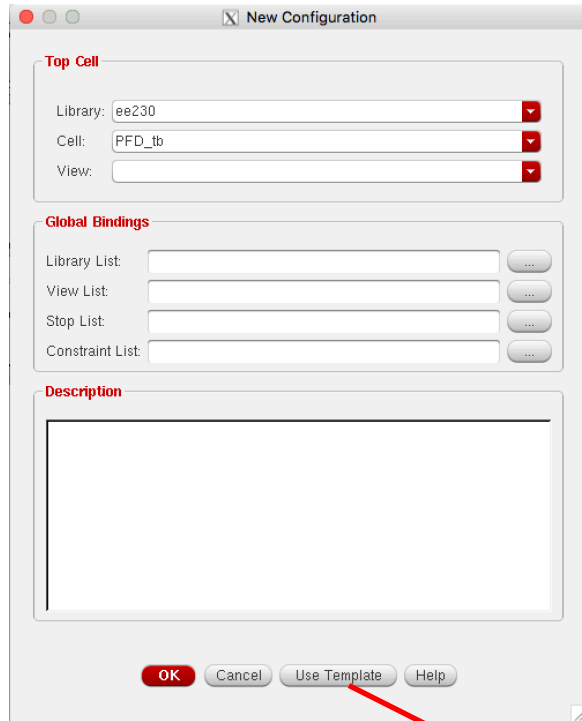 New Configuration
Top Cell
Library: ee230
Cell: PFD_tb
View:
Global Bindings
Library List:
...
View List:
...
Stop List:
...
Constraint List:
...
Description
OK Cancel Use Template Help